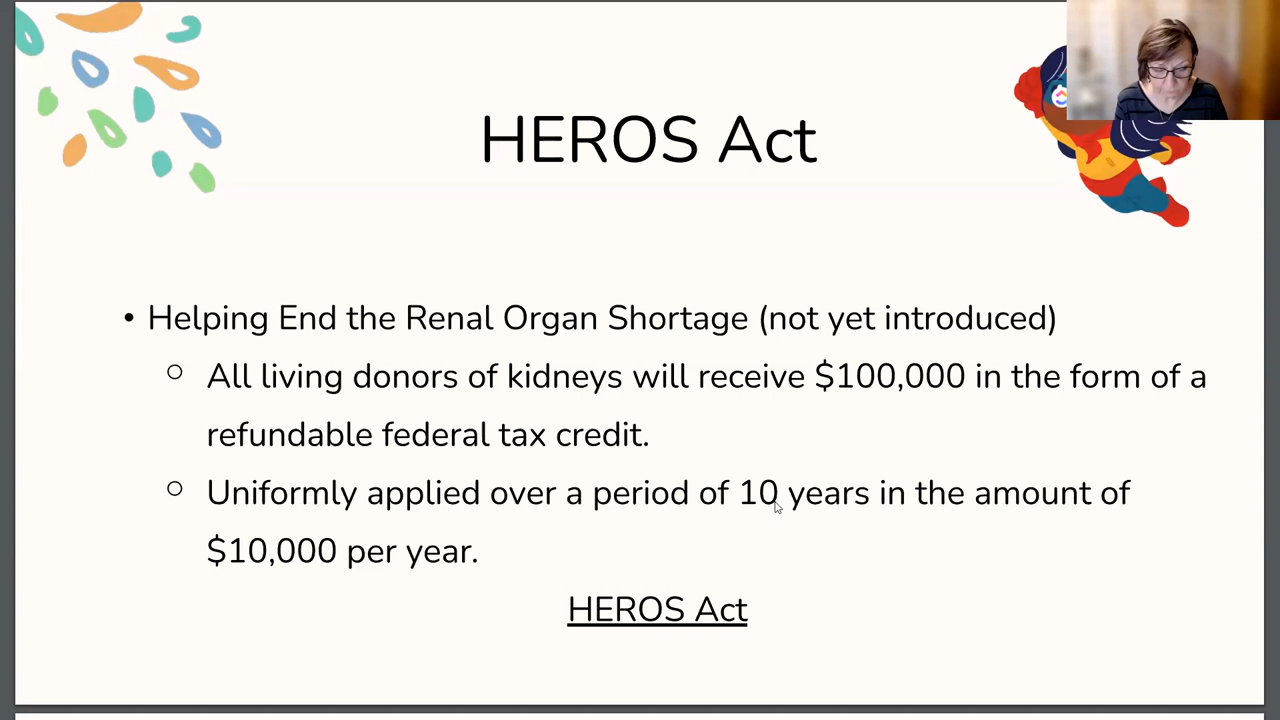 HEROS Act
• Helping End the Renal Organ Shortage (not yet introduced)
○ All living donors of kidneys will receive $100,000 in the form of a
refundable federal tax credit.
○ Uniformly applied over a period of 10 years in the amount of
$10,000 per year.
HEROS Act